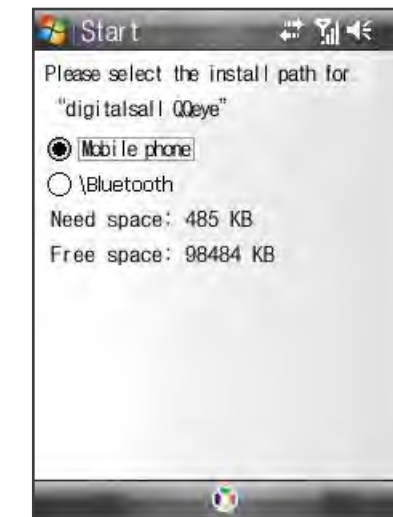 Start
Please select the install path for
"digitalsall QQeye"
Mobile phone
\Bluetooth
Need space: 485 KB
Free space: 98484 KB